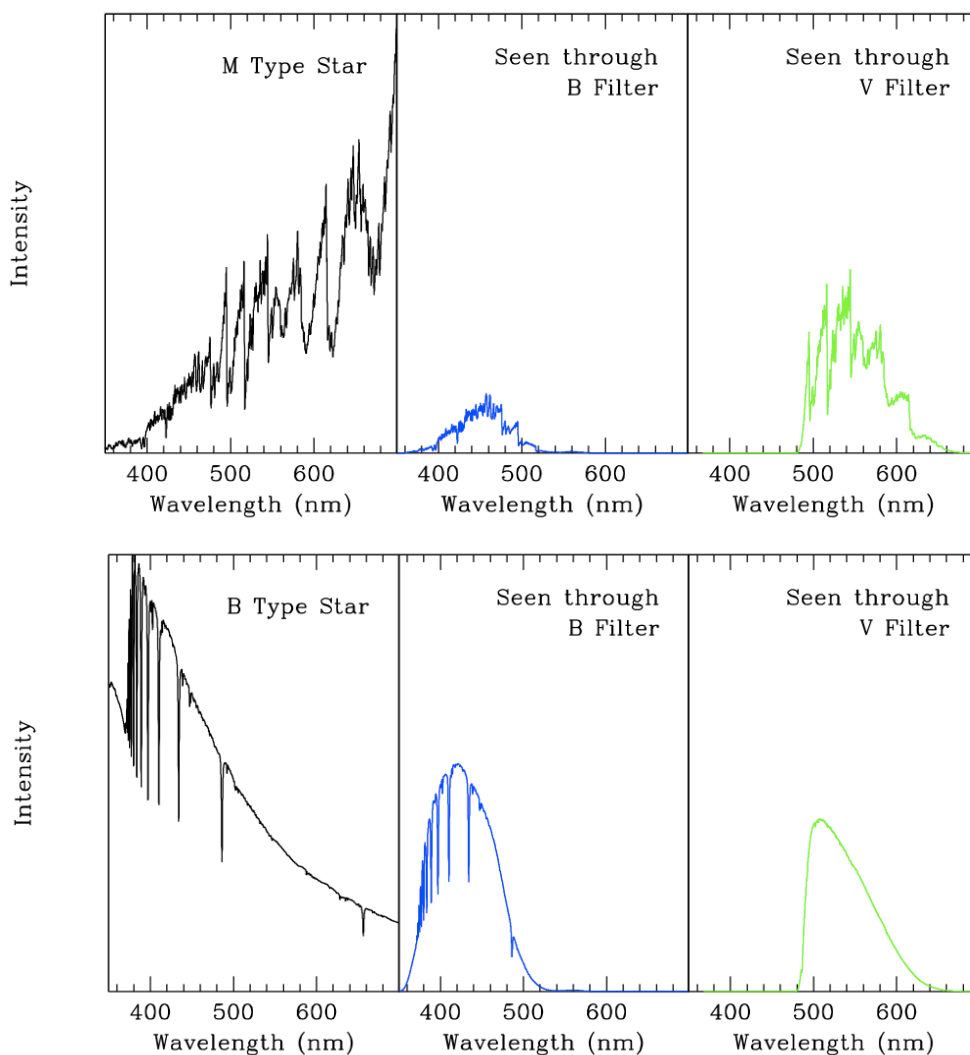 M Type Star
Seen through
B Filter
Seen through
V Filter
Intensity
400 500 600
400 500 600
400 500 600
Wavelength (nm)
Wavelength (nm)
Wavelength (nm)
B Type Star
Seen through
B Filter
Seen through
V Filter
Intensity
400 500 600
400 500 600
400 500 600
Wavelength (nm)
Wavelength (nm)
Wavelength (nm)